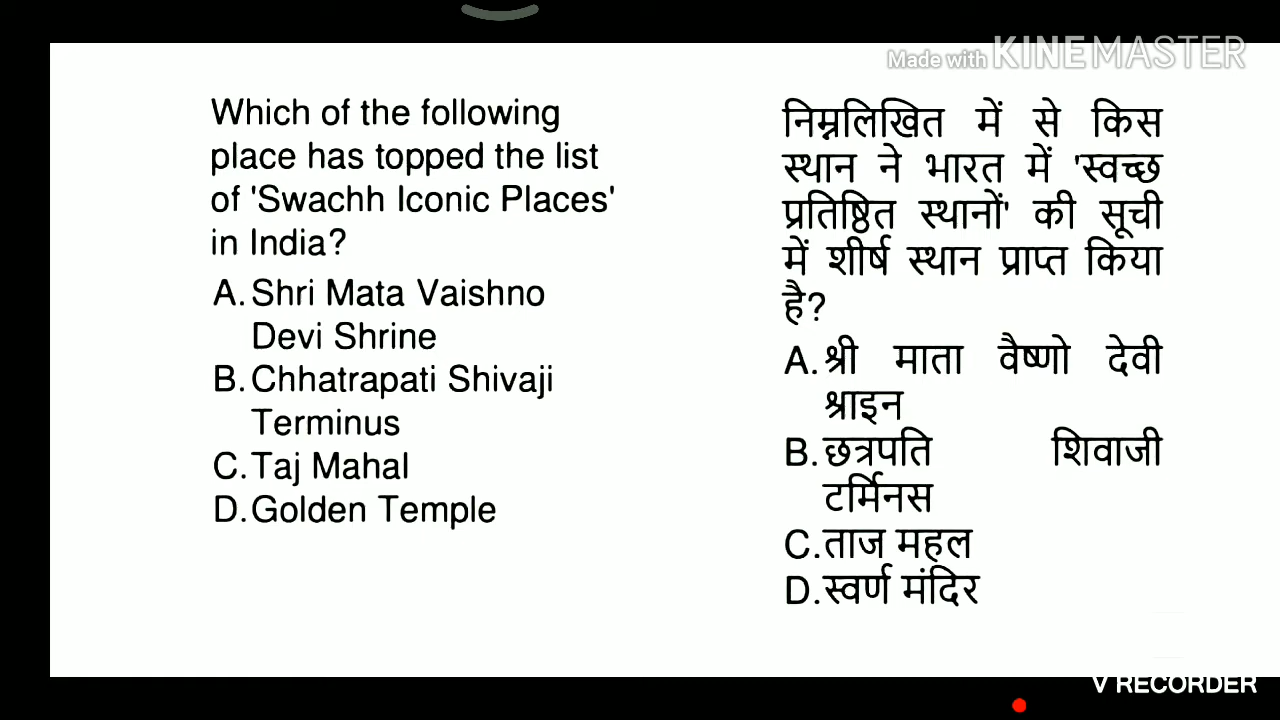 Made with KINEMASTER
Which of the following
place has topped the list
of 'Swachh Iconic Places'
in India?
A. Shri Mata Vaishno
Devi Shrine
B. Chhatrapati Shivaji
Terminus
C. Taj Mahal
D. Golden Temple
निम्नलिखित में से किस
स्थान ने भारत में 'स्वच्छ
प्रतिष्ठित स्थानों' की सूची
में शीर्ष स्थान प्राप्त किया
है?
A. श्री माता वैष्णो देवी
श्राइन
B. छत्रपति शिवाजी
टर्मिनस
C. ताज महल
D. स्वर्ण मंदिर
V RECORDER